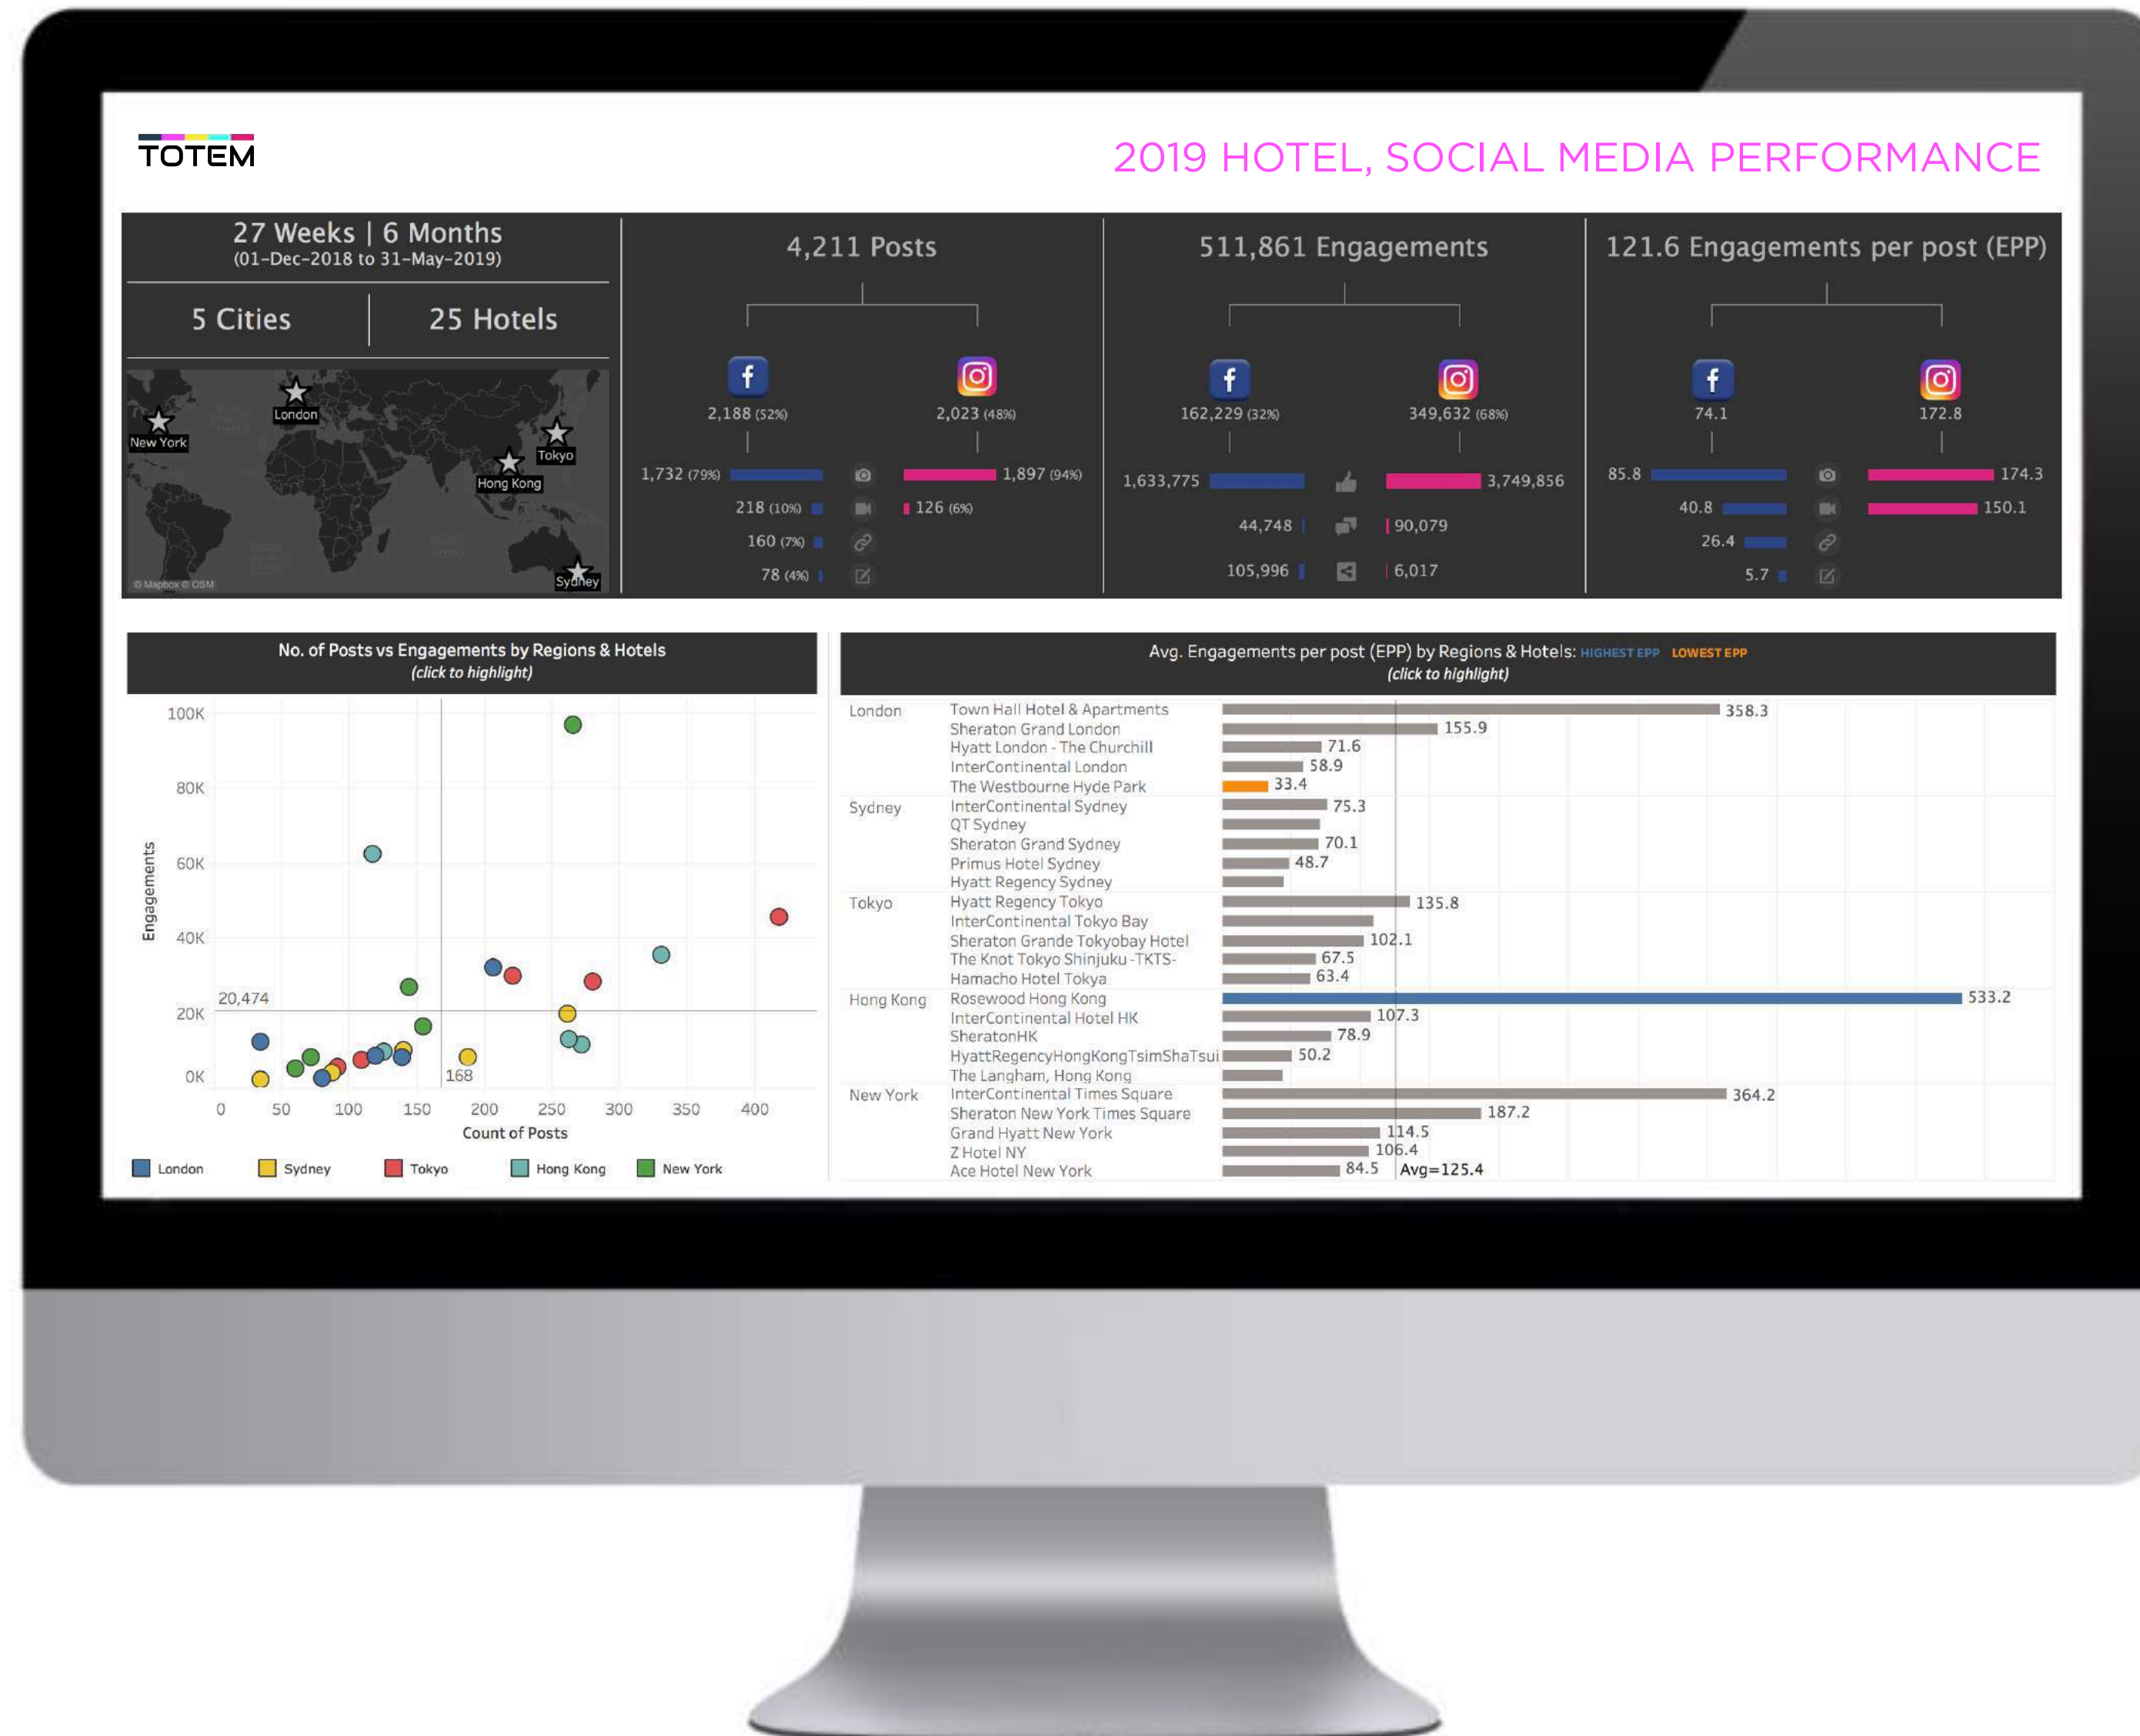 TOTEM
2019 HOTEL, SOCIAL MEDIA PERFORMANCE
27 Weeks | 6 Months
(01-Dec-2018 to 31-May-2019)
5 Cities
25 Hotels
London
New York
Tokyo
Hong Kong
Sydney
© Mapbox © OSM
4,211 Posts
2,188 (52%)
2,023 (48%)
1,732 (79%)
1,897 (94%)
218 (10%)
126 (6%)
160 (7%)
78 (4%)
511,861 Engagements
162,229 (32%)
349,632 (68%)
1,633,775
3,749,856
44,748
90,079
105,996
6,017
121.6 Engagements per post (EPP)
74.1
172.8
85.8
174.3
40.8
150.1
26.4
5.7
No. of Posts vs Engagements by Regions & Hotels
(click to highlight)
100K
80K
60K
40K
20K
0K
Engagements
20,474
168
0 50 100 150 200 250 300 350 400
Count of Posts
London Sydney Tokyo Hong Kong New York
Avg. Engagements per post (EPP) by Regions & Hotels: HIGHEST EPP LOWEST EPP
(click to highlight)
London Town Hall Hotel & Apartments 358.3
Sheraton Grand London 155.9
Hyatt London - The Churchill 71.6
InterContinental London 58.9
The Westbourne Hyde Park 33.4
Sydney InterContinental Sydney 75.3
QT Sydney
Sheraton Grand Sydney 70.1
Primus Hotel Sydney 48.7
Hyatt Regency Sydney
Tokyo Hyatt Regency Tokyo 135.8
InterContinental Tokyo Bay
Sheraton Grande Tokyobay Hotel 102.1
The Knot Tokyo Shinjuku -TKTS- 67.5
Hamacho Hotel Tokya 63.4
Hong Kong Rosewood Hong Kong 533.2
InterContinental Hotel HK 107.3
SheratonHK 78.9
HyattRegencyHongKongTsimShaTsui 50.2
The Langham, Hong Kong
New York InterContinental Times Square 364.2
Sheraton New York Times Square 187.2
Grand Hyatt New York 114.5
Z Hotel NY 106.4
Ace Hotel New York 84.5 Avg=125.4